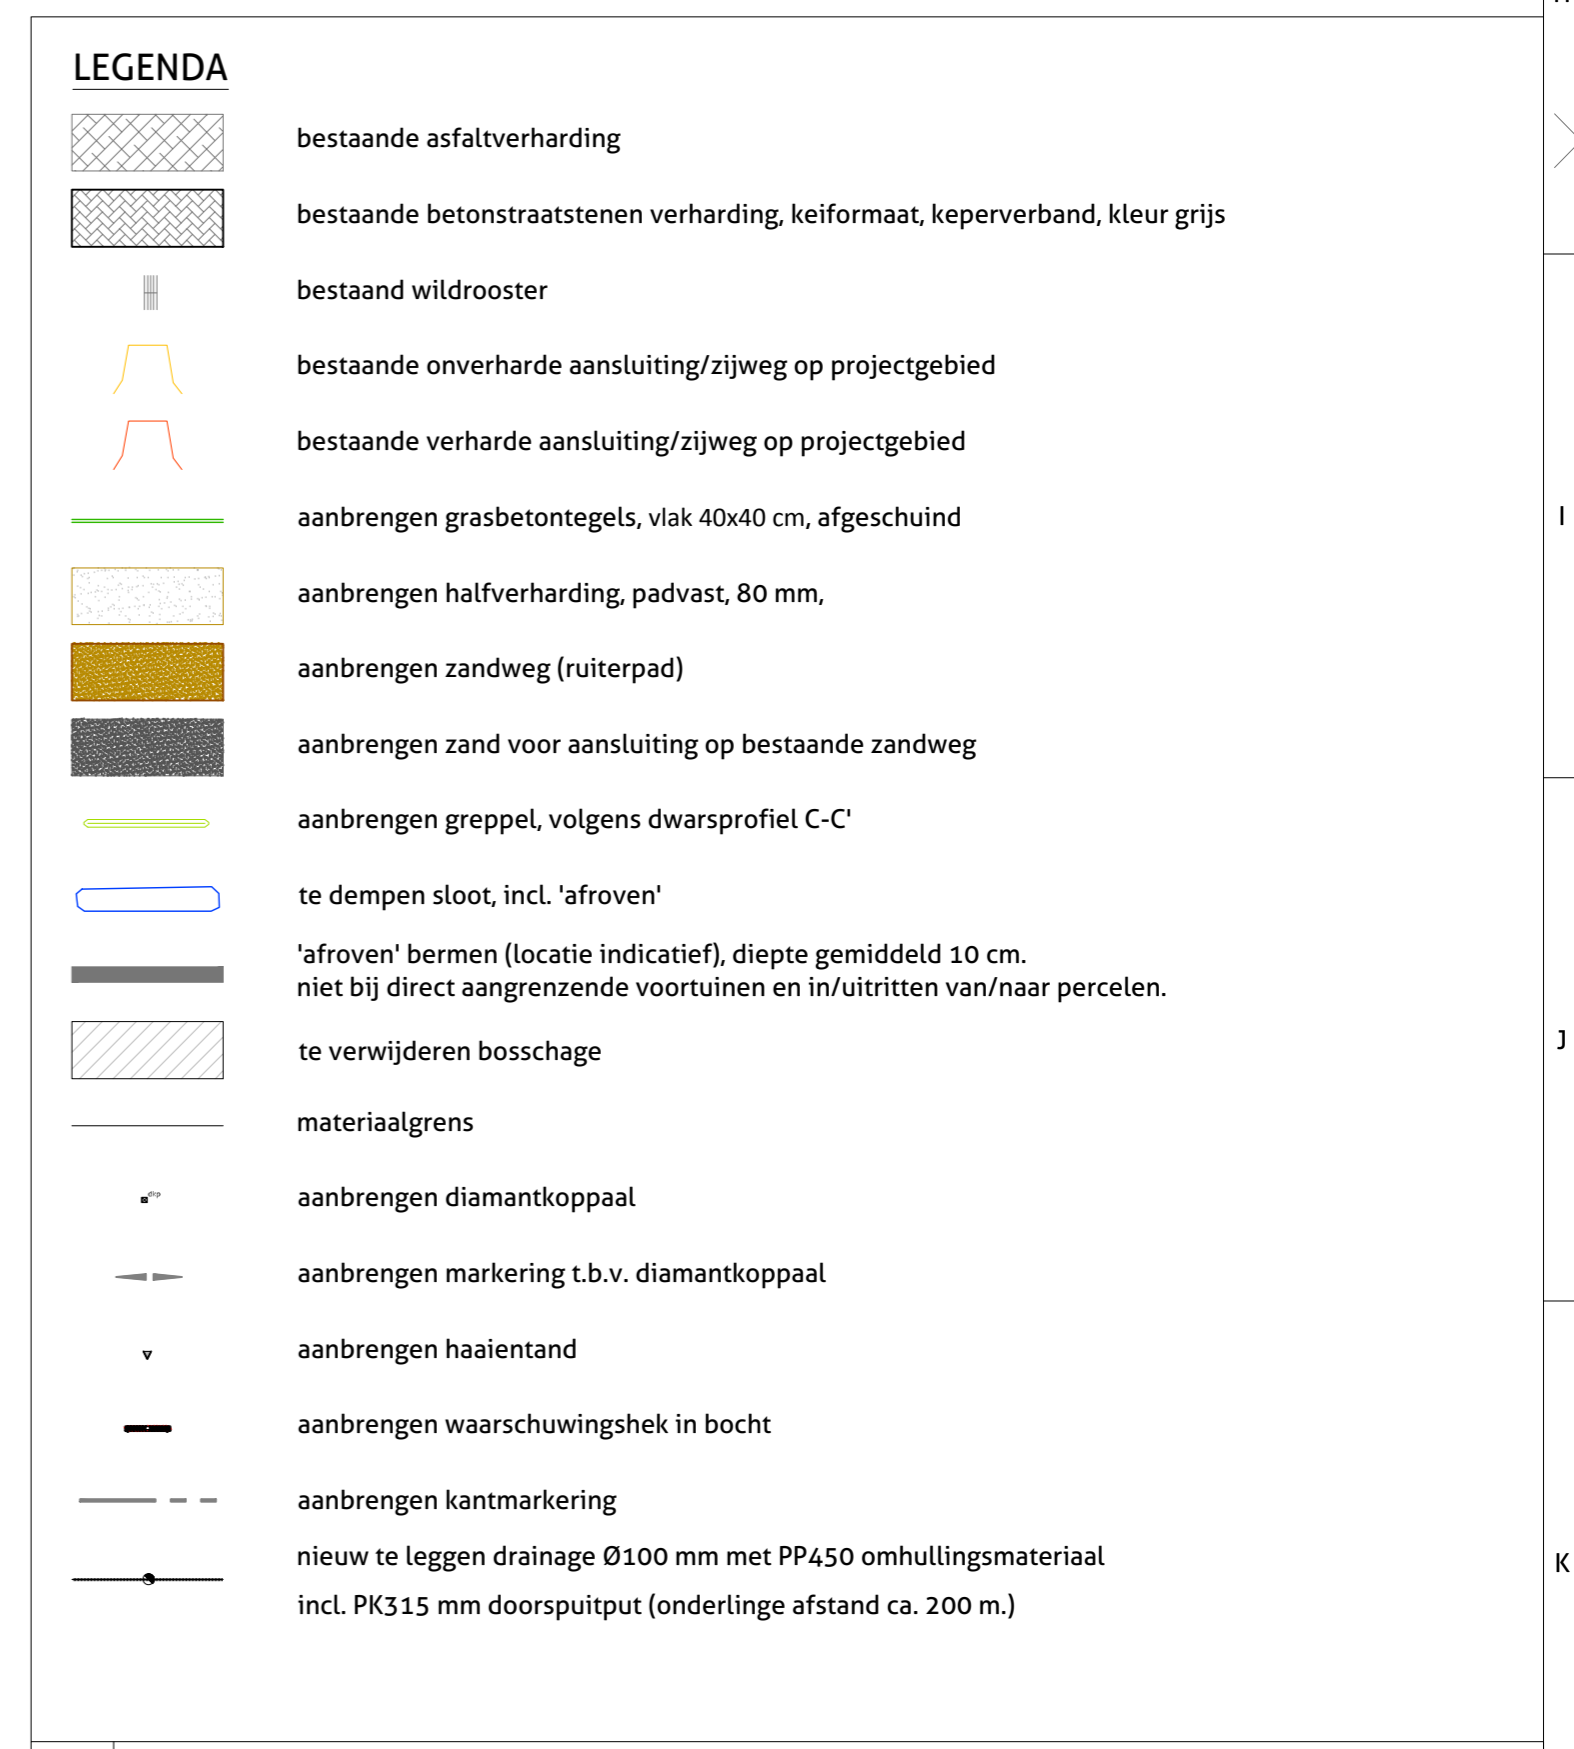 LEGENDA
bestaande asfaltverharding
bestaande betonstraatstenen verharding, keiformaat, keperverband, kleur grijs
bestaand wildrooster
bestaande onverharde aansluiting/zijweg op projectgebied
bestaande verharde aansluiting/zijweg op projectgebied
aanbrengen grasbetontegels, vlak 40x40 cm, afgeschuind
I
aanbrengen halfverharding, padvast, 80 mm,
aanbrengen zandweg (ruiterpad)
aanbrengen zand voor aansluiting op bestaande zandweg
aanbrengen greppel, volgens dwarsprofiel C-C'
te dempen sloot, incl. 'afroven'
'afroven' bermen (locatie indicatief), diepte gemiddeld 10 cm.
niet bij direct aangrenzende voortuinen en in/uitritten van/naar percelen.
J
te verwijderen bosschage
materiaalgrens
dkp
aanbrengen diamantkoppaal
aanbrengen markering t.b.v. diamantkoppaal
aanbrengen haaientand
aanbrengen waarschuwingshek in bocht
aanbrengen kantmarkering
nieuw te leggen drainage Ø100 mm met PP450 omhullingsmateriaal
K
incl. PK315 mm doorspuitput (onderlinge afstand ca. 200 m.)